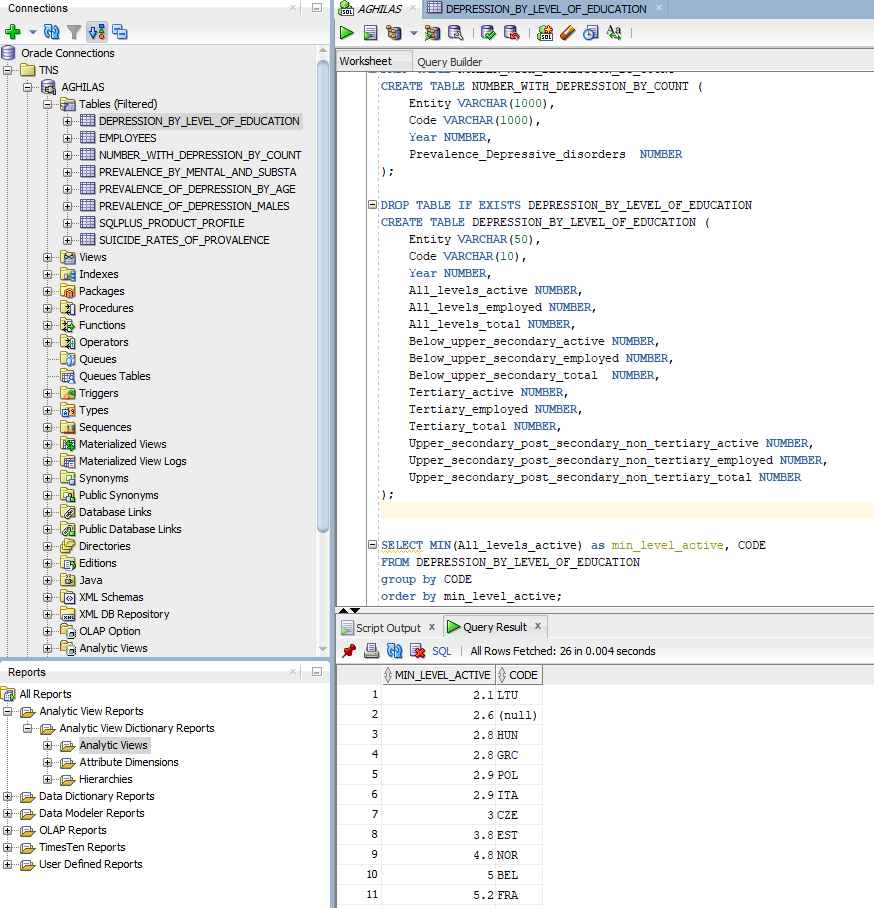 Connections
Oracle Connections
TNS
AGHILAS
Tables (Filtered)
DEPRESSION_BY_LEVEL_OF_EDUCATION
EMPLOYEES
NUMBER_WITH_DEPRESSION_BY_COUNT
PREVALENCE_BY_MENTAL_AND_SUBSTA
PREVALENCE_OF_DEPRESSION_BY_AGE
PREVALENCE_OF_DEPRESSION_MALES
SQLPLUS_PRODUCT_PROFILE
SUICIDE_RATES_OF_PROVALENCE
Views
Indexes
Packages
Procedures
Functions
Operators
Queues
Queues Tables
Triggers
Types
Sequences
Materialized Views
Materialized View Logs
Synonyms
Public Synonyms
Database Links
Public Database Links
Directories
Editions
Java
XML Schemas
XML DB Repository
OLAP Option
Analytic Views
Reports
All Reports
Analytic View Reports
Analytic View Dictionary Reports
Analytic Views
Attribute Dimensions
Hierarchies
Data Dictionary Reports
Data Modeler Reports
OLAP Reports
TimesTen Reports
User Defined Reports
AGHILAS
DEPRESSION_BY_LEVEL_OF_EDUCATION
Worksheet Query Builder
CREATE TABLE NUMBER_WITH_DEPRESSION_BY_COUNT (
Entity VARCHAR(1000),
Code VARCHAR(1000),
Year NUMBER,
Prevalence_Depressive_disorders NUMBER
);
DROP TABLE IF EXISTS DEPRESSION_BY_LEVEL_OF_EDUCATION
CREATE TABLE DEPRESSION_BY_LEVEL_OF_EDUCATION (
Entity VARCHAR(50),
Code VARCHAR(10),
Year NUMBER,
All_levels_active NUMBER,
All_levels_employed NUMBER,
All_levels_total NUMBER,
Below_upper_secondary_active NUMBER,
Below_upper_secondary_employed NUMBER,
Below_upper_secondary_total NUMBER,
Tertiary_active NUMBER,
Tertiary_employed NUMBER,
Tertiary_total NUMBER,
Upper_secondary_post_secondary_non_tertiary_active NUMBER,
Upper_secondary_post_secondary_non_tertiary_employed NUMBER,
Upper_secondary_post_secondary_non_tertiary_total NUMBER
);
SELECT MIN(All_levels_active) as min_level_active, CODE
FROM DEPRESSION_BY_LEVEL_OF_EDUCATION
group by CODE
order by min_level_active;
Script Output x Query Result x
SQL | All Rows Fetched: 26 in 0.004 seconds
MIN_LEVEL_ACTIVE CODE
1 2.1 LTU
2 2.6 (null)
3 2.8 HUN
4 2.8 GRC
5 2.9 POL
6 2.9 ITA
7 3 CZE
8 3.8 EST
9 4.8 NOR
10 5 BEL
11 5.2 FRA